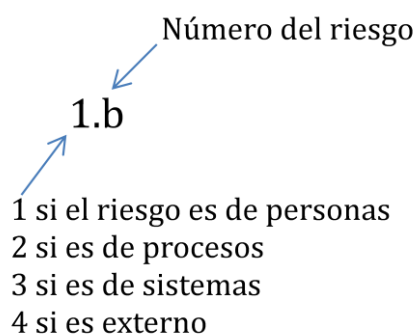 Número del riesgo
1.b
1 si el riesgo es de personas
2 si es de procesos
3 si es de sistemas
4 si es externo